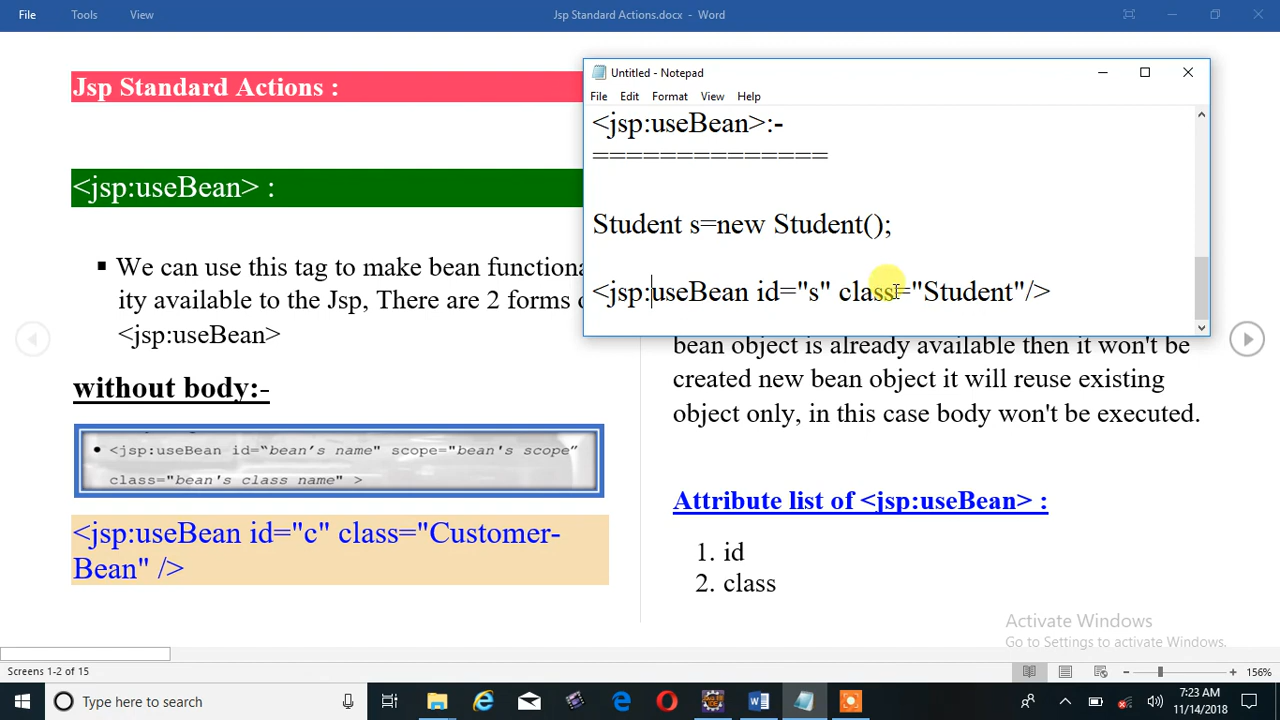 File Tools View
Jsp Standard Actions.docx - Word
Jsp Standard Actions :
<jsp:useBean> :
▪ We can use this tag to make bean functiona
ity available to the Jsp, There are 2 forms o
<jsp:useBean>
without body:-
• <jsp:useBean id="bean's name" scope="bean's scope"
class="bean's class name" >
<jsp:useBean id="c" class="Customer-
Bean" />
Untitled - Notepad
File Edit Format View Help
<jsp:useBean>:-
==============
Student s=new Student();
<jsp:useBean id="s" class="Student"/>
bean object is already available then it won't be
created new bean object it will reuse existing
object only, in this case body won't be executed.
Attribute list of <jsp:useBean> :
1. id
2. class
Activate Windows
Go to Settings to activate Windows.
Screens 1-2 of 15
156%
Type here to search
7:23 AM
11/14/2018